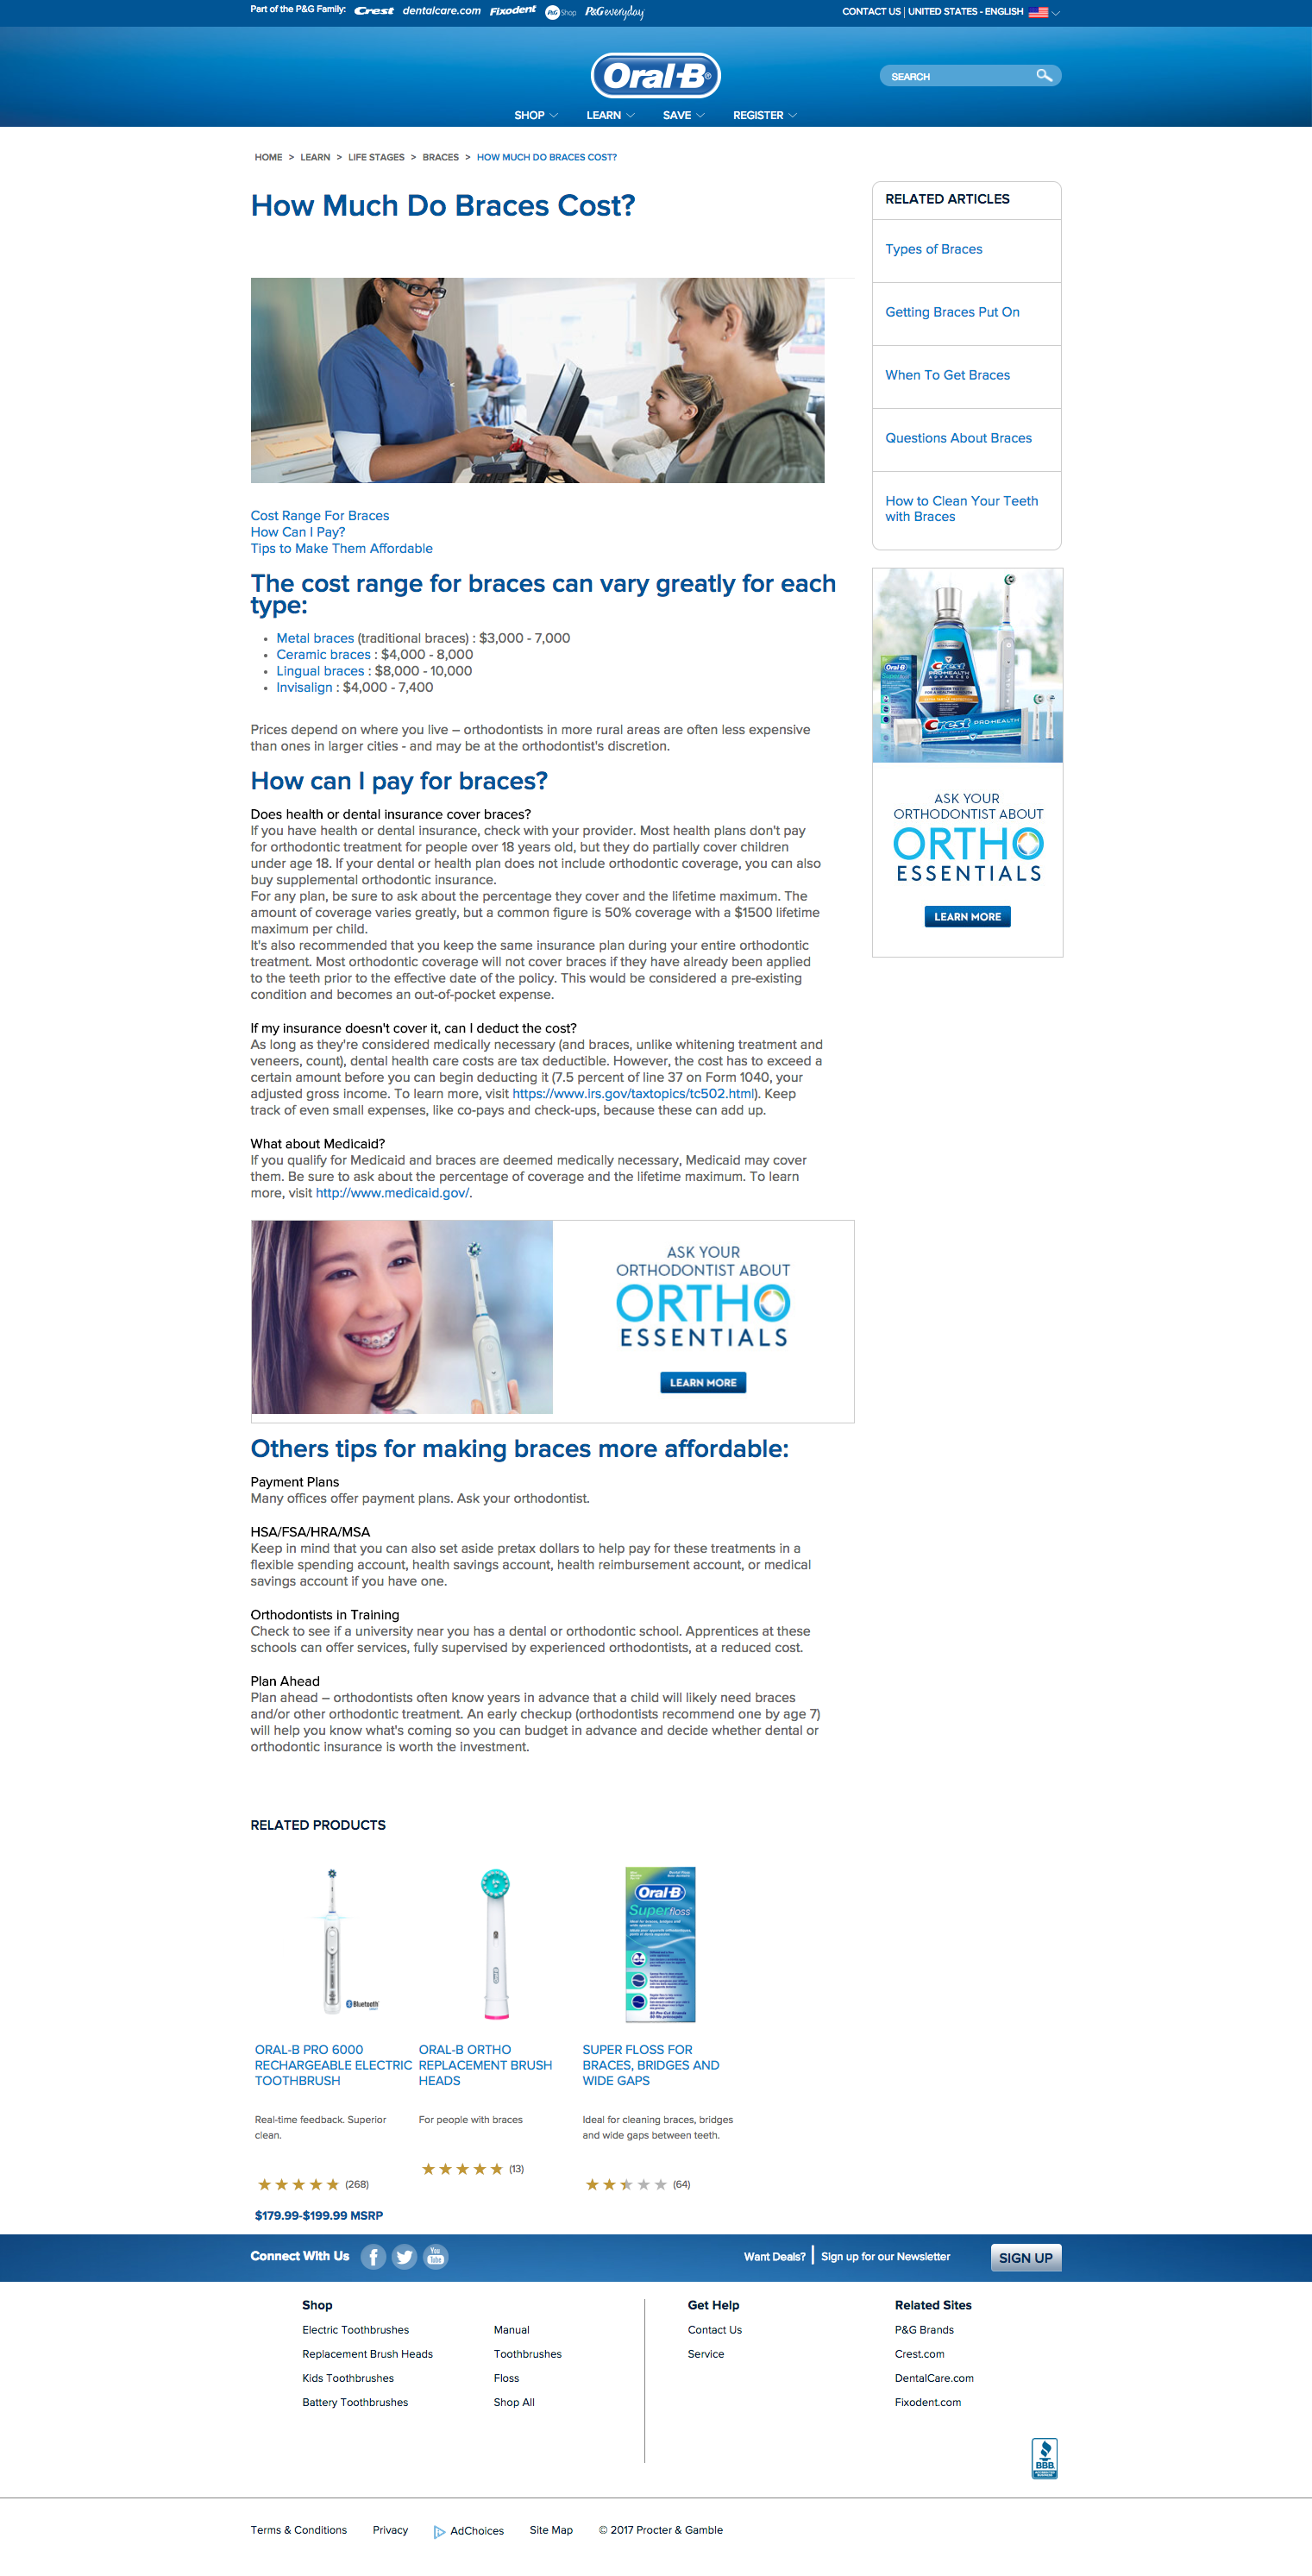 Part of the P&G Family: Crest dentalcare.com Fixodent P&G Shop P&G everyday
CONTACT US | UNITED STATES - ENGLISH
Oral-B®
SEARCH
SHOP LEARN SAVE REGISTER
HOME > LEARN > LIFE STAGES > BRACES > HOW MUCH DO BRACES COST?
How Much Do Braces Cost?
Cost Range For Braces
How Can I Pay?
Tips to Make Them Affordable
The cost range for braces can vary greatly for each
type:
• Metal braces (traditional braces) : $3,000 - 7,000
• Ceramic braces : $4,000 - 8,000
• Lingual braces : $8,000 - 10,000
• Invisalign : $4,000 - 7,400
Prices depend on where you live – orthodontists in more rural areas are often less expensive
than ones in larger cities - and may be at the orthodontist's discretion.
How can I pay for braces?
Does health or dental insurance cover braces?
If you have health or dental insurance, check with your provider. Most health plans don't pay
for orthodontic treatment for people over 18 years old, but they do partially cover children
under age 18. If your dental or health plan does not include orthodontic coverage, you can also
buy supplemental orthodontic insurance.
For any plan, be sure to ask about the percentage they cover and the lifetime maximum. The
amount of coverage varies greatly, but a common figure is 50% coverage with a $1500 lifetime
maximum per child.
It's also recommended that you keep the same insurance plan during your entire orthodontic
treatment. Most orthodontic coverage will not cover braces if they have already been applied
to the teeth prior to the effective date of the policy. This would be considered a pre-existing
condition and becomes an out-of-pocket expense.
If my insurance doesn't cover it, can I deduct the cost?
As long as they're considered medically necessary (and braces, unlike whitening treatment and
veneers, count), dental health care costs are tax deductible. However, the cost has to exceed a
certain amount before you can begin deducting it (7.5 percent of line 37 on Form 1040, your
adjusted gross income. To learn more, visit https://www.irs.gov/taxtopics/tc502.html). Keep
track of even small expenses, like co-pays and check-ups, because these can add up.
What about Medicaid?
If you qualify for Medicaid and braces are deemed medically necessary, Medicaid may cover
them. Be sure to ask about the percentage of coverage and the lifetime maximum. To learn
more, visit http://www.medicaid.gov/.
ASK YOUR
ORTHODONTIST ABOUT
ORTHO
ESSENTIALS
LEARN MORE
Others tips for making braces more affordable:
Payment Plans
Many offices offer payment plans. Ask your orthodontist.
HSA/FSA/HRA/MSA
Keep in mind that you can also set aside pretax dollars to help pay for these treatments in a
flexible spending account, health savings account, health reimbursement account, or medical
savings account if you have one.
Orthodontists in Training
Check to see if a university near you has a dental or orthodontic school. Apprentices at these
schools can offer services, fully supervised by experienced orthodontists, at a reduced cost.
Plan Ahead
Plan ahead – orthodontists often know years in advance that a child will likely need braces
and/or other orthodontic treatment. An early checkup (orthodontists recommend one by age 7)
will help you know what's coming so you can budget in advance and decide whether dental or
orthodontic insurance is worth the investment.
RELATED ARTICLES
Types of Braces
Getting Braces Put On
When To Get Braces
Questions About Braces
How to Clean Your Teeth
with Braces
Oral-B
Crest
PRO-HEALTH
ADVANCED
Crest PRO-HEALTH
ASK YOUR
ORTHODONTIST ABOUT
ORTHO
ESSENTIALS
LEARN MORE
RELATED PRODUCTS
Bluetooth
Oral-B
Superfloss
ORAL-B PRO 6000
RECHARGEABLE ELECTRIC
TOOTHBRUSH
Real-time feedback. Superior
clean.
(268)
$179.99-$199.99 MSRP
ORAL-B ORTHO
REPLACEMENT BRUSH
HEADS
For people with braces
(13)
SUPER FLOSS FOR
BRACES, BRIDGES AND
WIDE GAPS
Ideal for cleaning braces, bridges
and wide gaps between teeth.
(64)
Connect With Us
You Tube
Want Deals? | Sign up for our Newsletter
SIGN UP
Shop
Electric Toothbrushes
Replacement Brush Heads
Kids Toothbrushes
Battery Toothbrushes
Manual
Toothbrushes
Floss
Shop All
Get Help
Contact Us
Service
Related Sites
P&G Brands
Crest.com
DentalCare.com
Fixodent.com
BBB
Terms & Conditions Privacy AdChoices Site Map © 2017 Procter & Gamble